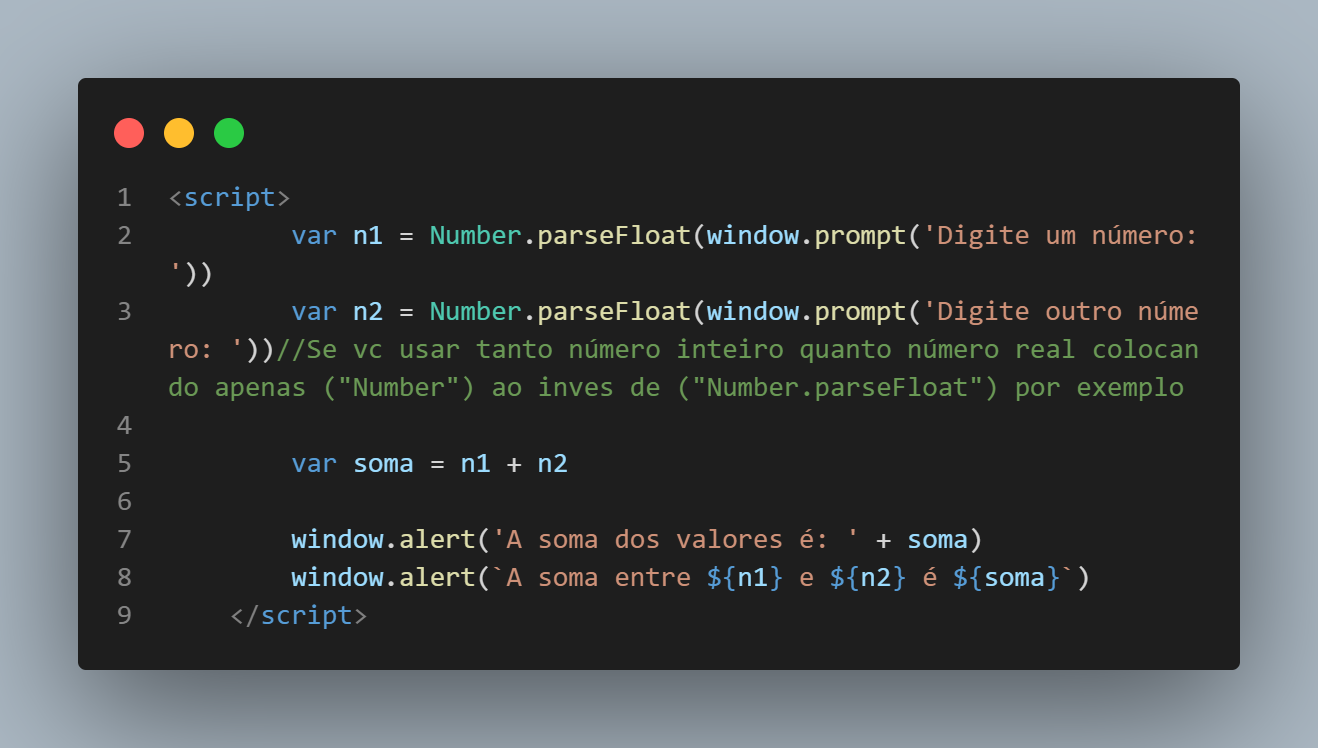 1 <script>
2 var n1 = Number.parseFloat(window.prompt('Digite um número:
'))
3 var n2 = Number.parseFloat(window.prompt('Digite outro núme
ro: '))//Se vc usar tanto número inteiro quanto número real colocan
do apenas ("Number") ao inves de ("Number.parseFloat") por exemplo
4
5 var soma = n1 + n2
6
7 window.alert('A soma dos valores é: ' + soma)
8 window.alert(`A soma entre ${n1} e ${n2} é ${soma}`)
9 </script>